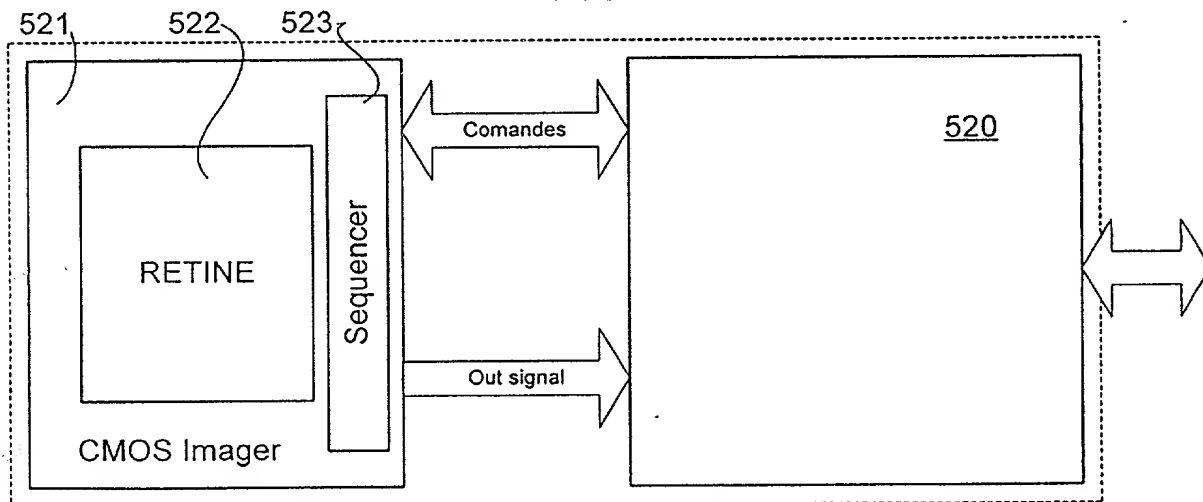 521
522
523
Comandes
520
RETINE
Sequencer
Out signal
CMOS Imager